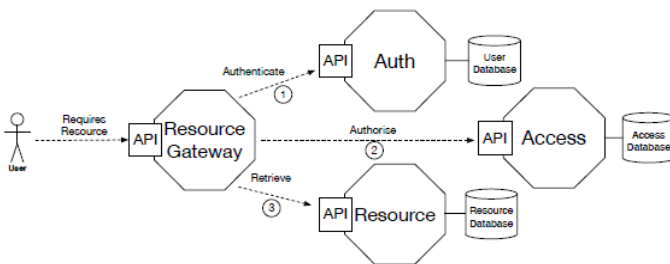 User
Requires
Resource
API
Resource
Gateway
Authenticate
1
API
Auth
User
Database
Authorise
2
API
Access
Access
Database
Retrieve
3
API
Resource
Resource
Database